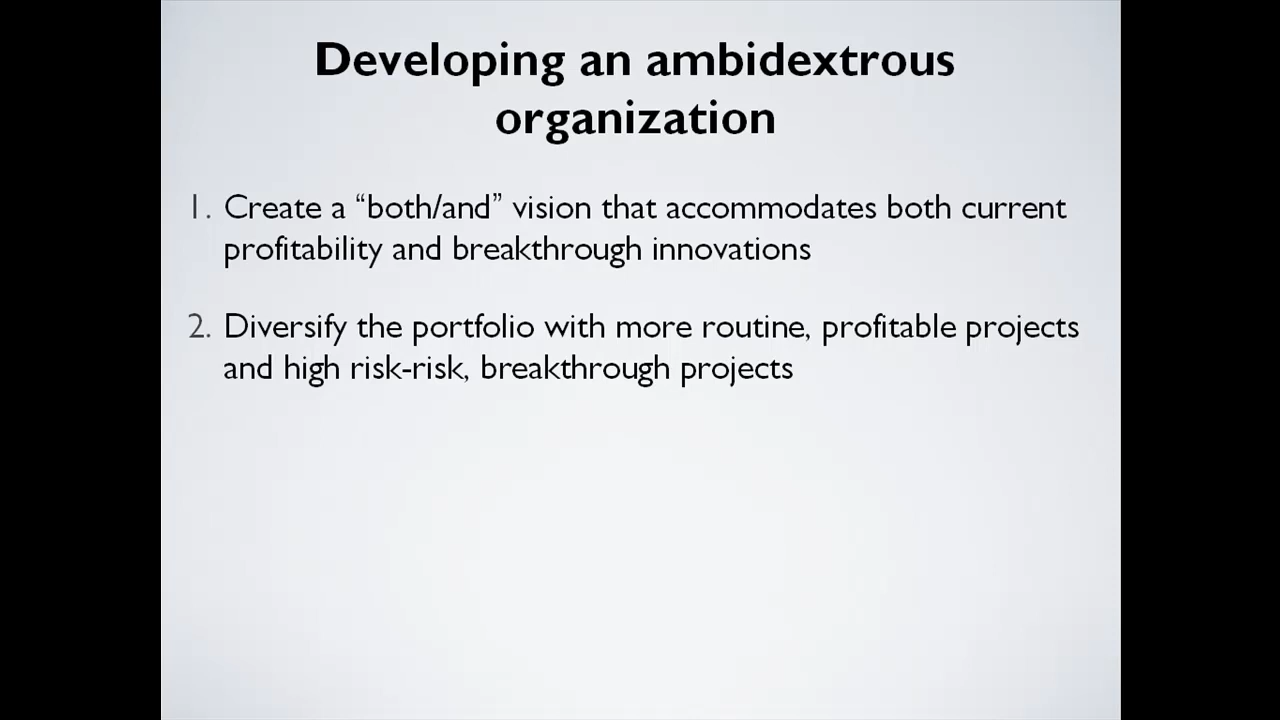 Developing an ambidextrous
organization
1. Create a “both/and” vision that accommodates both current
profitability and breakthrough innovations
2. Diversify the portfolio with more routine, profitable projects
and high risk-risk, breakthrough projects